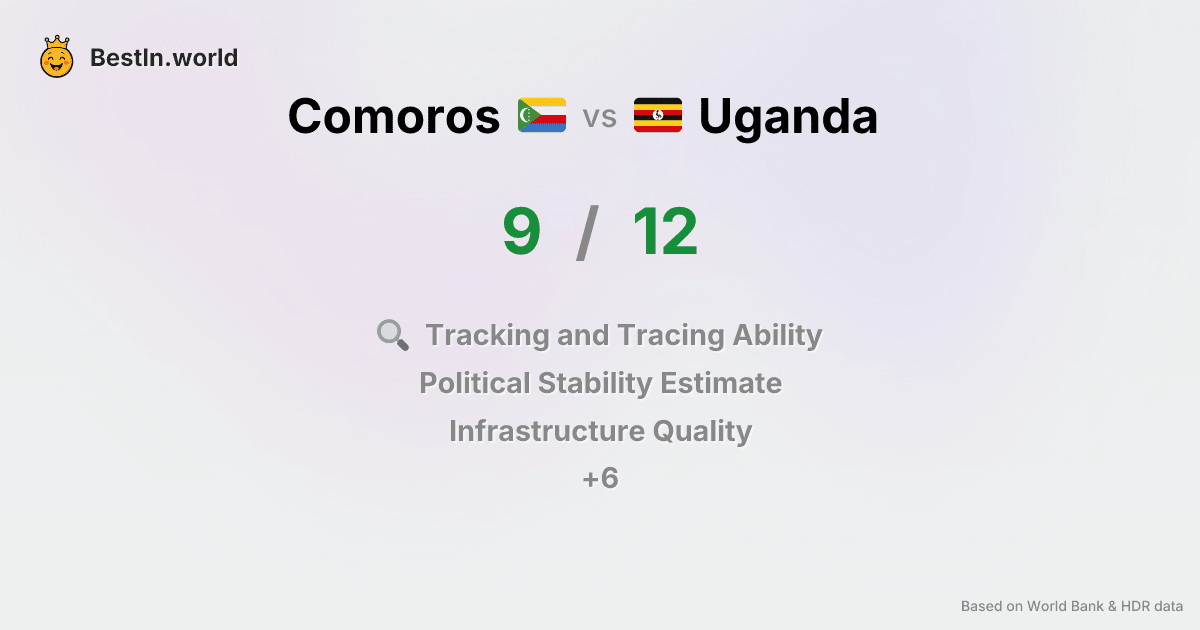 BestIn.world
Comoros vs Uganda
9 / 12
Tracking and Tracing Ability
Political Stability Estimate
Infrastructure Quality
+6
Based on World Bank & HDR data